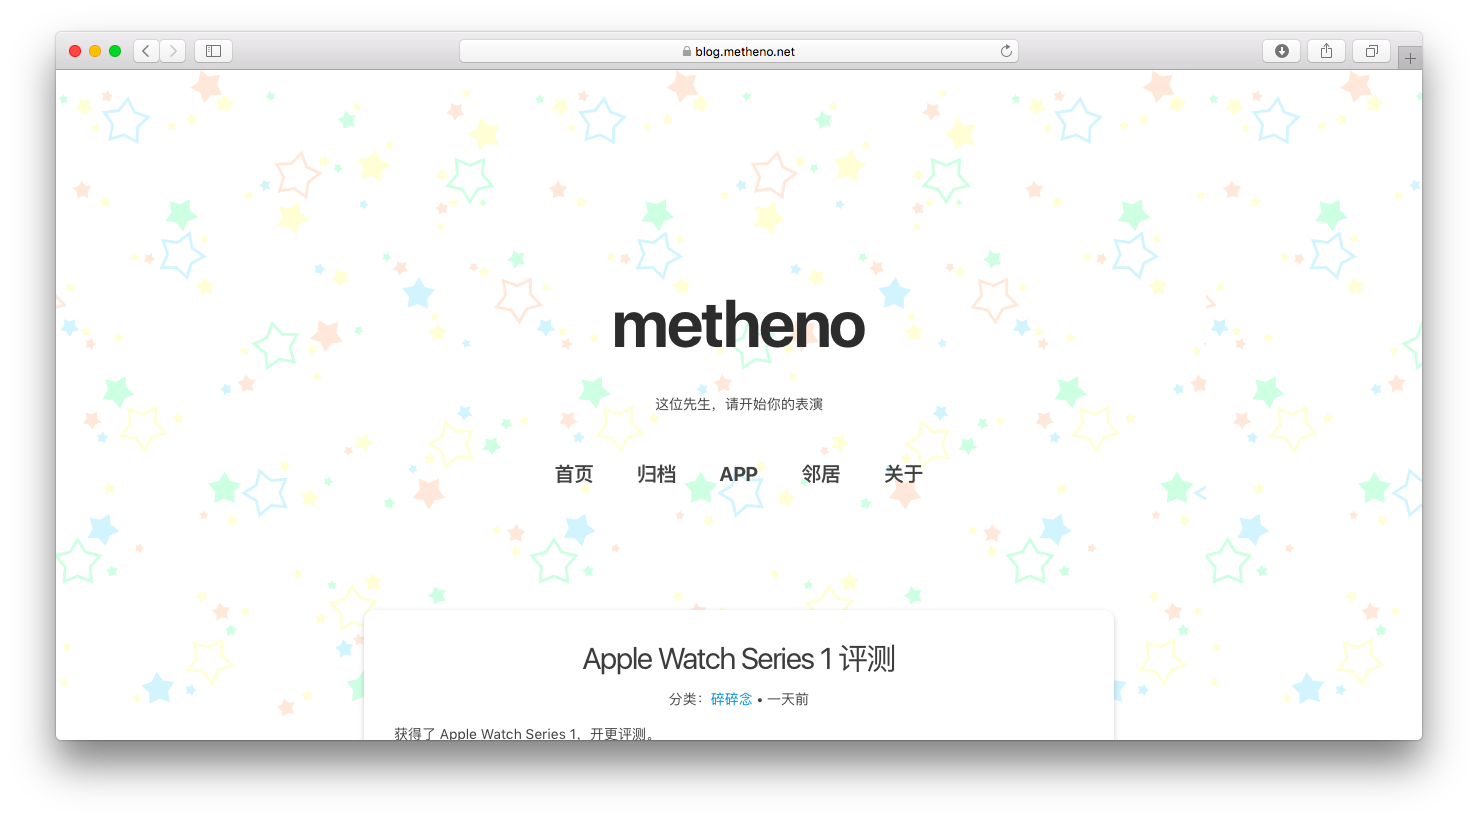 blog.metheno.net
metheno
这位先生，请开始你的表演
首页 归档 APP 邻居 关于
Apple Watch Series 1 评测
分类：碎碎念 • 一天前
获得了 Apple Watch Series 1，开更评测。